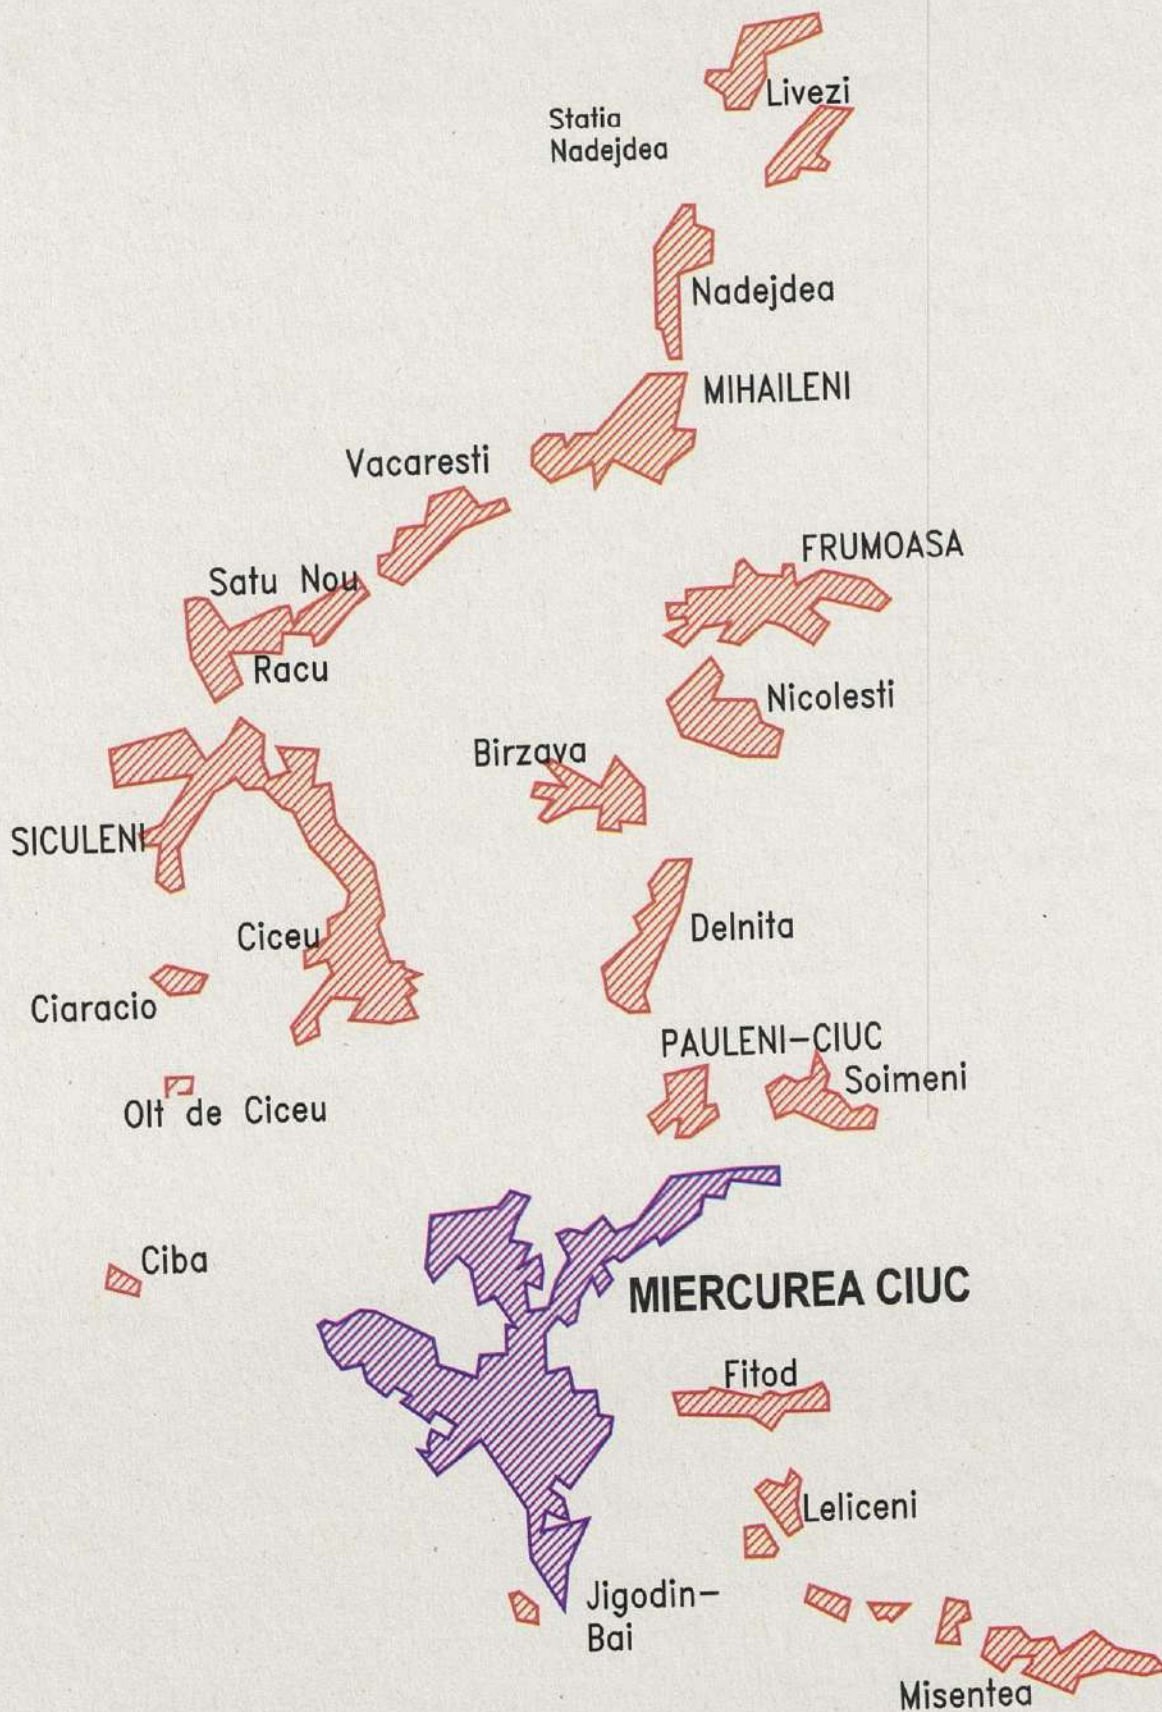 Livezi
Statia
Nadejdea
Nadejdea
MIHAILENI
Vacaresti
FRUMOASA
Satu Nou
Racu
Nicolesti
Birzava
SICULENI
Delnita
Ciceu
Ciaracio
PAULENI-CIUC
Soimeni
Olt de Ciceu
Ciba
MIERCUREA CIUC
Fitod
Leliceni
Jigodin-
Bai
Misentea